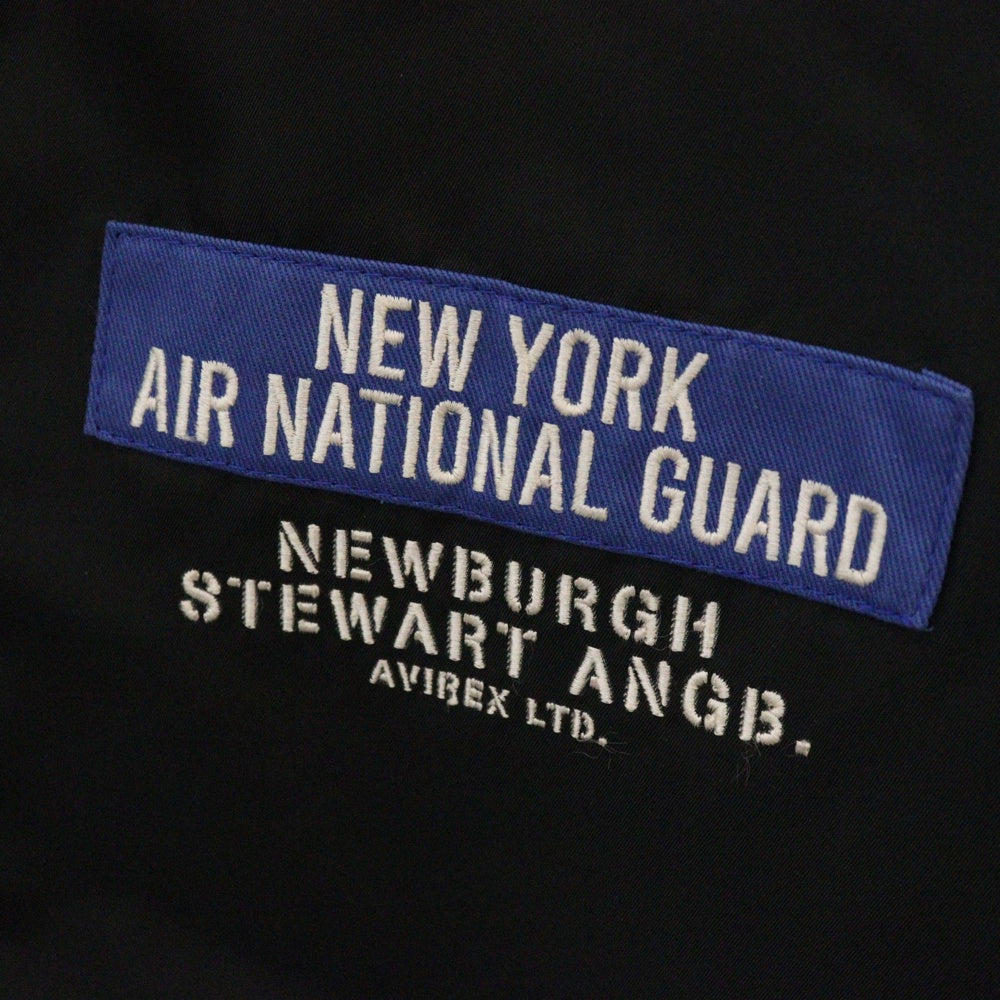 NEW YORK
AIR NATIONAL GUARD
NEWBURGH
STEWART ANGB.
AVIREX LTD.